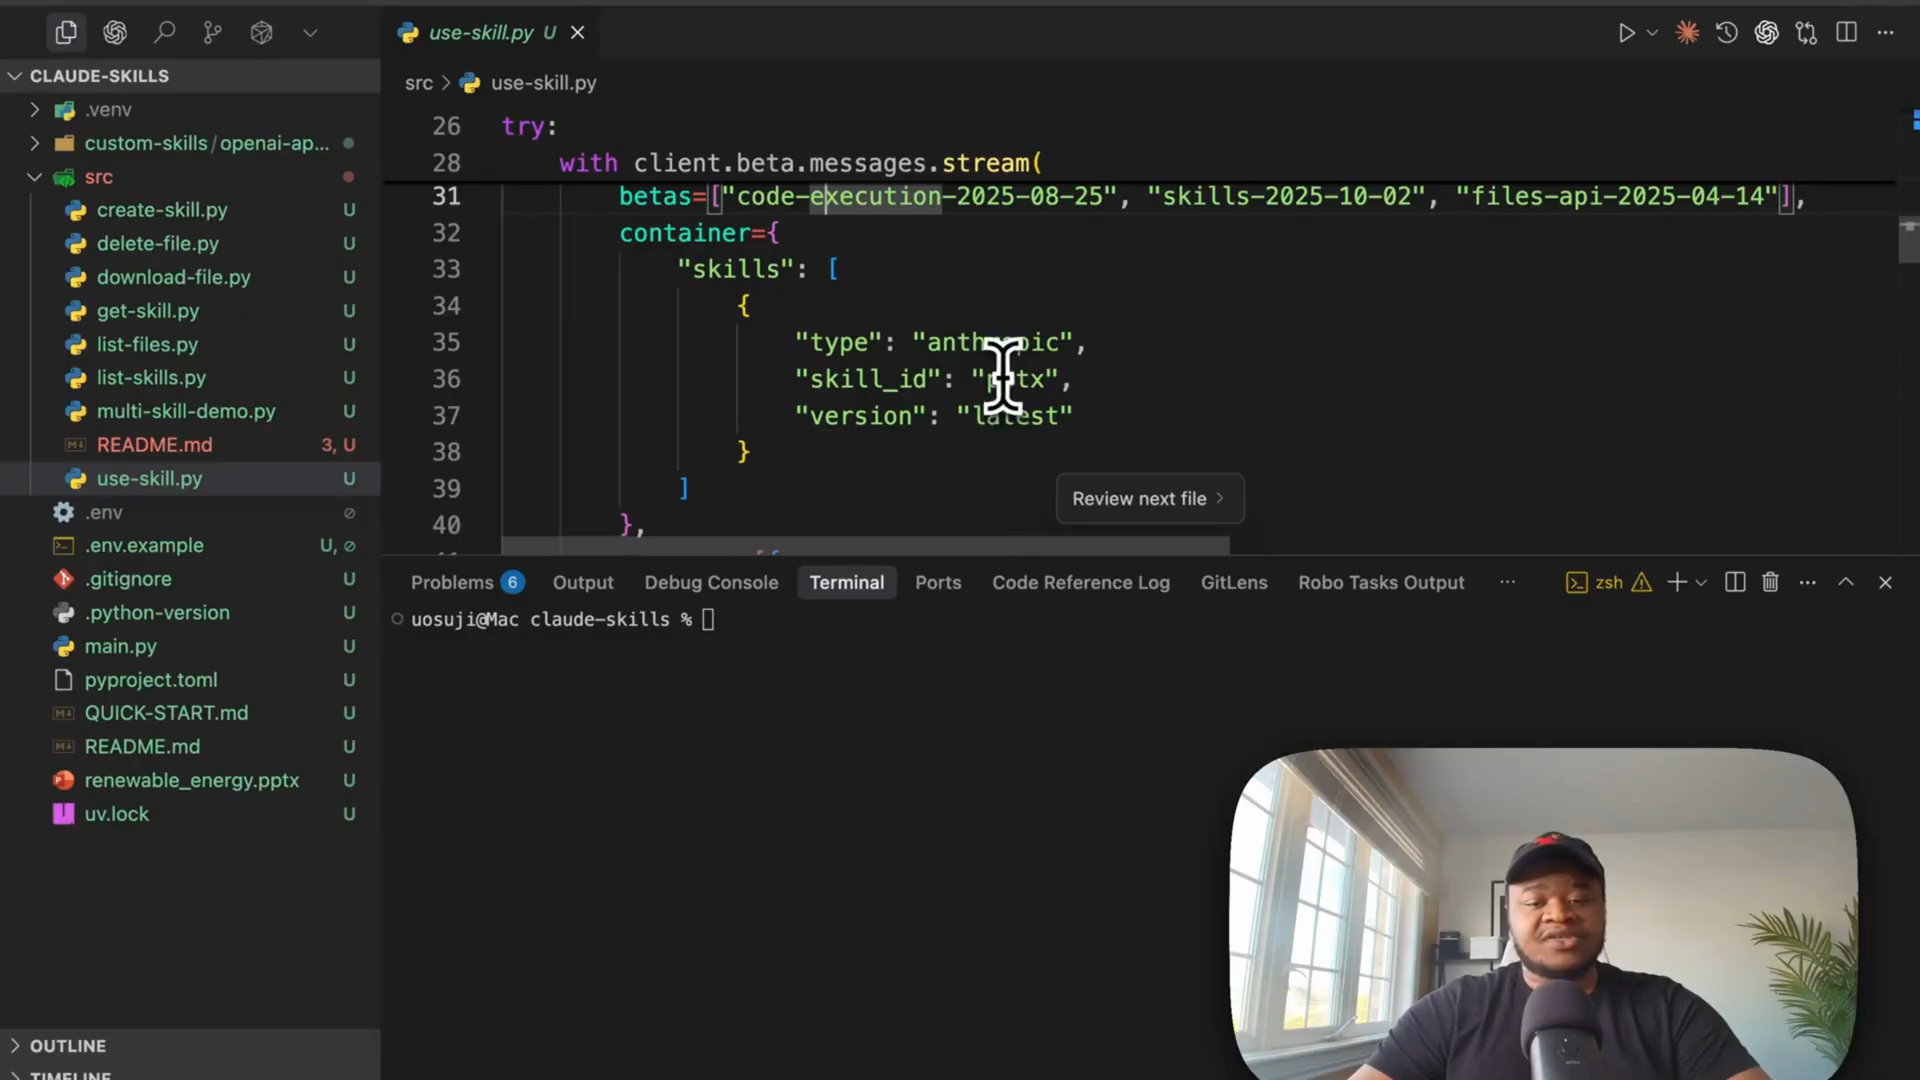 use-skill.py U
CLAUDE-SKILLS
.venv
custom-skills/openai-ap...
src
create-skill.py U
delete-file.py U
download-file.py U
get-skill.py U
list-files.py U
list-skills.py U
multi-skill-demo.py U
README.md 3, U
use-skill.py U
.env
.env.example U,
.gitignore U
.python-version U
main.py U
pyproject.toml U
QUICK-START.md U
README.md U
renewable_energy.pptx U
uv.lock U
OUTLINE
TIMELINE
src > use-skill.py
26 try:
28 with client.beta.messages.stream(
31 betas=["code-execution-2025-08-25", "skills-2025-10-02", "files-api-2025-04-14"],
32 container={
33 "skills": [
34 {
35 "type": "anthropic",
36 "skill_id": "pptx",
37 "version": "latest"
38 }
39 ]
40 },
Review next file >
Problems 6 Output Debug Console Terminal Ports Code Reference Log GitLens Robo Tasks Output ... zsh
uosuji@Mac claude-skills %